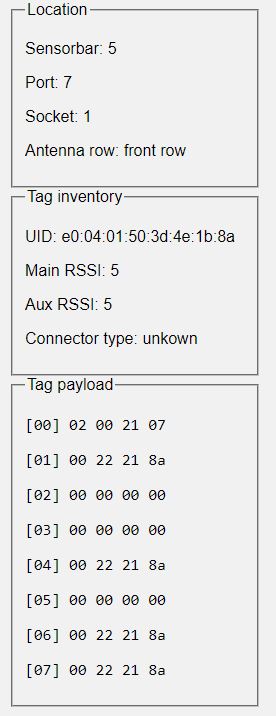 Location
Sensorbar: 5
Port: 7
Socket: 1
Antenna row: front row
Tag inventory
UID: e0:04:01:50:3d:4e:1b:8a
Main RSSI: 5
Aux RSSI: 5
Connector type: unkown
Tag payload
[00] 02 00 21 07
[01] 00 22 21 8a
[02] 00 00 00 00
[03] 00 00 00 00
[04] 00 22 21 8a
[05] 00 00 00 00
[06] 00 22 21 8a
[07] 00 22 21 8a